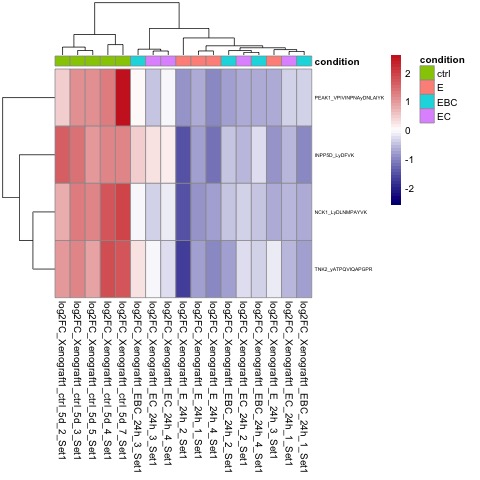 condition
condition
ctrl
E
EBC
EC
2
1
0
-1
-2
PEAK1_VPIVINPNAyDNLAIYK
INPP5D_LyDFVK
NCK1_LyDLNMPAYVK
TNK2_yATPQVIQAPGPR
log2FC_Xenograft1_ctrl_5d_2_Set1
log2FC_Xenograft1_ctrl_5d_3_Set1
log2FC_Xenograft1_ctrl_5d_5_Set1
log2FC_Xenograft1_ctrl_5d_4_Set1
log2FC_Xenograft1_ctrl_5d_7_Set1
log2FC_Xenograft1_EBC_24h_3_Set1
log2FC_Xenograft1_EC_24h_3_Set1
log2FC_Xenograft1_EC_24h_4_Set1
log2FC_Xenograft1_E_24h_2_Set1
log2FC_Xenograft1_E_24h_1_Set1
log2FC_Xenograft1_E_24h_4_Set1
log2FC_Xenograft1_EBC_24h_2_Set1
log2FC_Xenograft1_EC_24h_2_Set1
log2FC_Xenograft1_EBC_24h_4_Set1
log2FC_Xenograft1_E_24h_3_Set1
log2FC_Xenograft1_EC_24h_1_Set1
log2FC_Xenograft1_EBC_24h_1_Set1